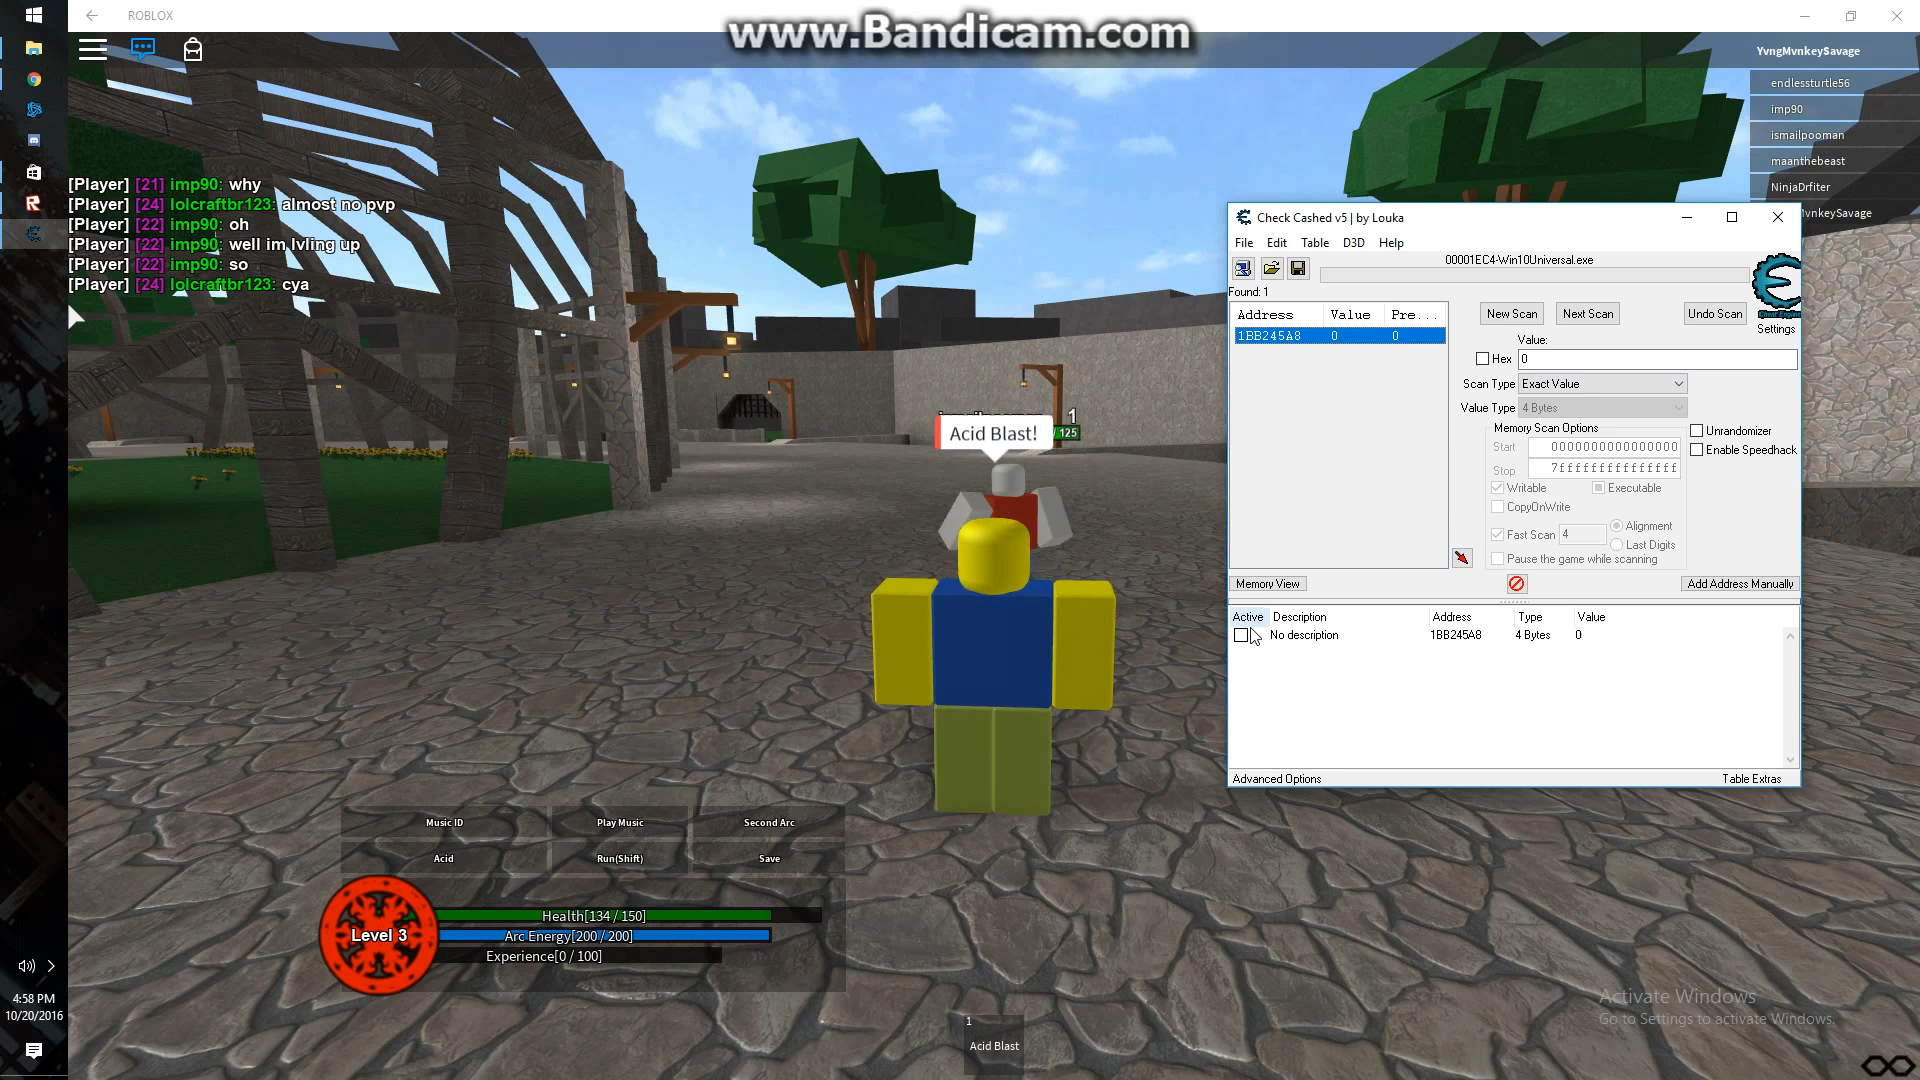 ROBLOX
www.Bandicam.com
YvngMvnkeySavage
endlessturtle56
imp90
ismailpooman
maanthebeast
NinjaDrfiter
MvnkeySavage
[Player] [21] imp90: why
[Player] [24] lolcraftbr123: almost no pvp
[Player] [22] imp90: oh
[Player] [22] imp90: well im lvling up
[Player] [22] imp90: so
[Player] [24] lolcraftbr123: cya
Check Cashed v5 | by Louka
File Edit Table D3D Help
00001EC4-Win10Universal.exe
Found: 1
Address Value Pre...
1BB245A8 0 0
New Scan Next Scan Undo Scan
Cheat Engine
Settings
Value:
Hex 0
Scan Type Exact Value
Value Type 4 Bytes
Memory Scan Options
Start 0000000000000000
Stop 7fffffffffffffff
Writable Executable
CopyOnWrite
Fast Scan 4 Alignment
Last Digits
Pause the game while scanning
Unrandomizer
Enable Speedhack
Memory View Add Address Manually
Active Description Address Type Value
No description 1BB245A8 4 Bytes 0
Advanced Options Table Extras
1
/ 125
Acid Blast!
Music ID Play Music Second Arc
Acid Run(Shift) Save
Level 3
Health[134 / 150]
Arc Energy[200 / 200]
Experience[0 / 100]
1
Acid Blast
4:58 PM
10/20/2016
Activate Windows
Go to Settings to activate Windows.